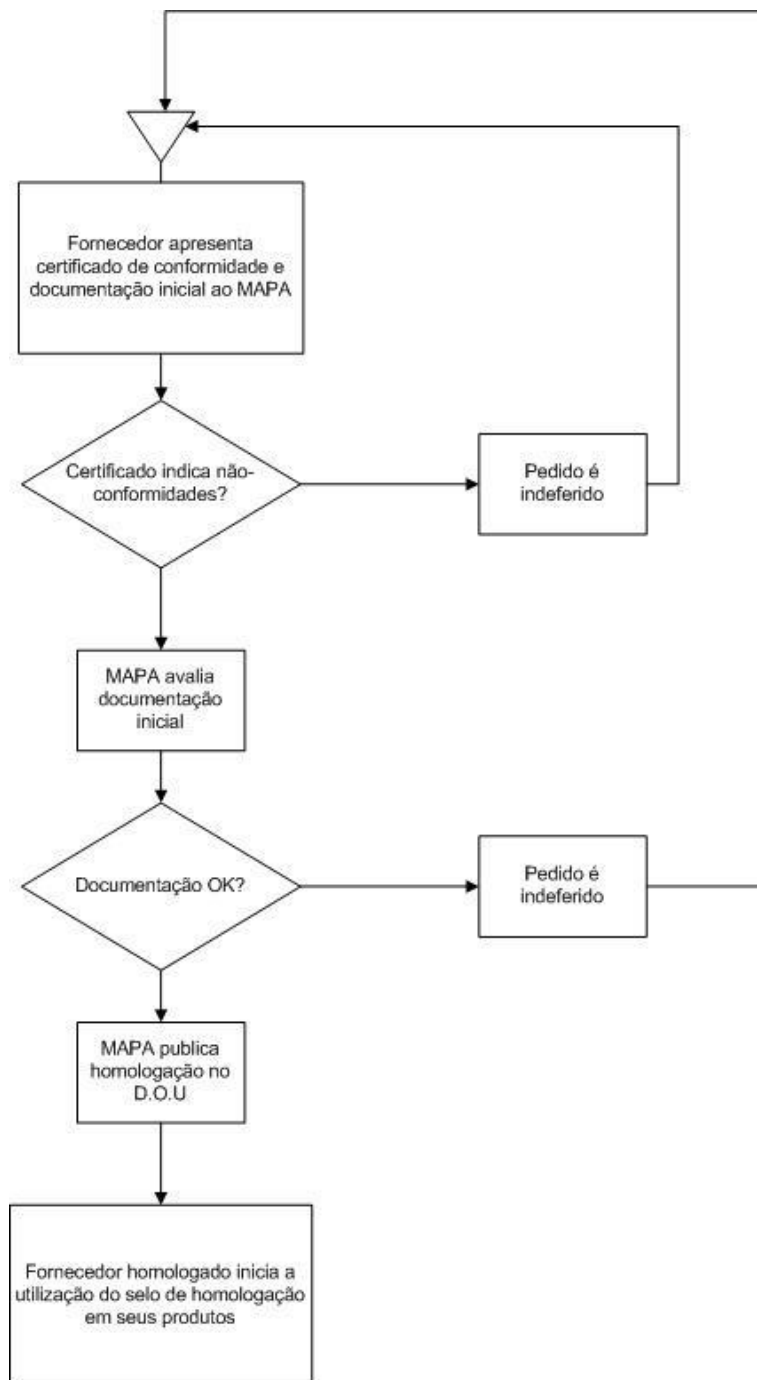 Fornecedor apresenta
certificado de conformidade e
documentação inicial ao MAPA
Certificado indica não-
conformidades?
Pedido é
indeferido
MAPA avalia
documentação
inicial
Documentação OK?
Pedido é
indeferido
MAPA publica
homologação no
D.O.U
Fornecedor homologado inicia a
utilização do selo de homologação
em seus produtos